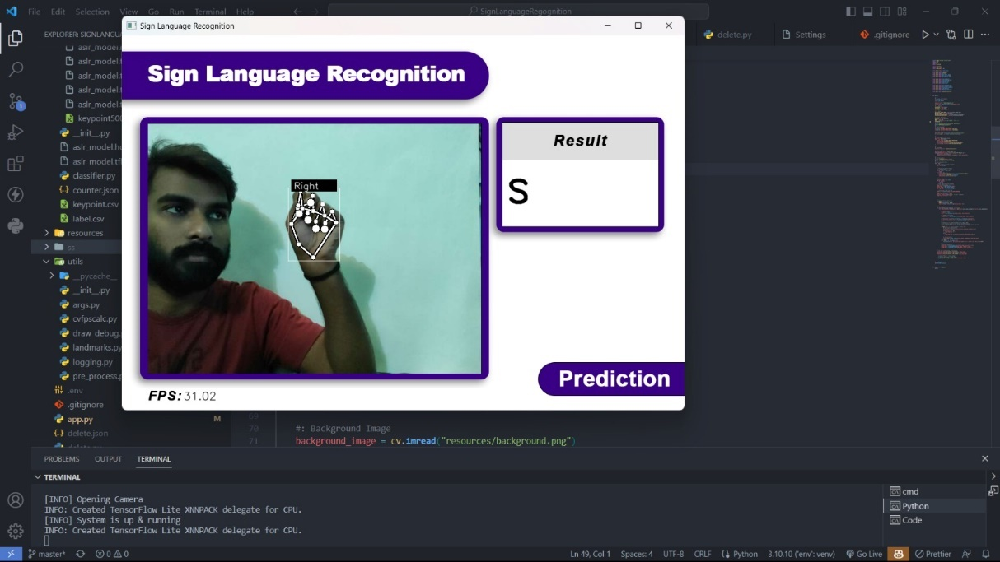 File Edit Selection View Go Run Terminal Help
SignLanguageRegognition
EXPLORER: SIGNLANGUA
Sign Language Recognition
delete.py
Settings
.gitignore
aslr_model.
aslr_model.
aslr_model.
aslr_model.
aslr_model.
keypoint500
__init__.py
aslr_model.hd
aslr_model.tfl
classifier.py
counter.json
keypoint.csv
label.csv
resources
ss
utils
__pycache__
__init__.py
args.py
cvfpscalc.py
draw_debug.
landmarks.py
logging.py
pre_process.p
.env
.gitignore
app.py M
delete.json
delete.py
Sign Language Recognition
Right
Result
S
FPS: 31.02
Prediction
69
70 #: Background Image
71 background_image = cv.imread("resources/background.png")
PROBLEMS OUTPUT TERMINAL
TERMINAL
[INFO] Opening Camera
INFO: Created TensorFlow Lite XNNPACK delegate for CPU.
[INFO] System is up & running
INFO: Created TensorFlow Lite XNNPACK delegate for CPU.
cmd
Python
Code
master* 0 0 Ln 49, Col 1 Spaces: 4 UTF-8 CRLF Python 3.10.10 ('env': venv) Go Live Prettier